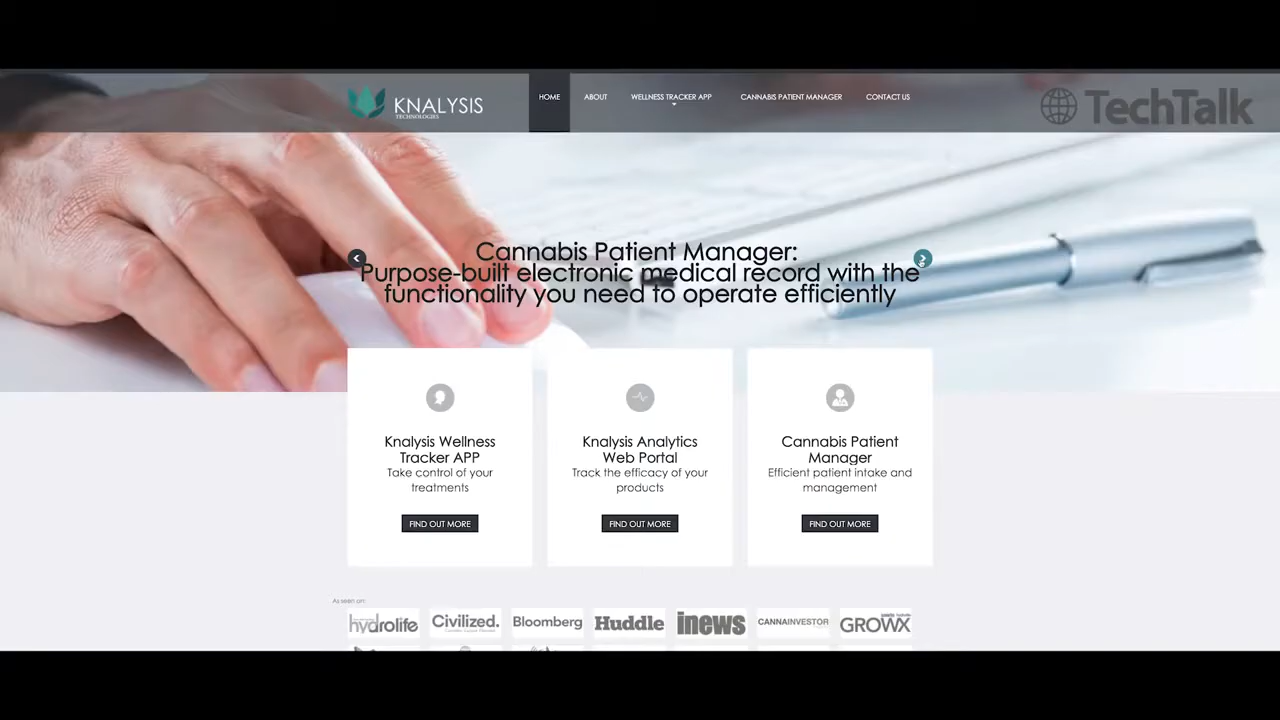 KNALYSIS
TECHNOLOGIES
HOME
ABOUT
WELLNESS TRACKER APP
CANNABIS PATIENT MANAGER
CONTACT US
TechTalk
Cannabis Patient Manager:
Purpose-built electronic medical record with the
functionality you need to operate efficiently
Knalysis Wellness
Tracker APP
Take control of your
treatments
FIND OUT MORE
Knalysis Analytics
Web Portal
Track the efficacy of your
products
FIND OUT MORE
Cannabis Patient
Manager
Efficient patient intake and
management
FIND OUT MORE
As seen on:
hydrolife
Civilized.
Bloomberg
Huddle
inews
CANNAINVESTOR
GROWX